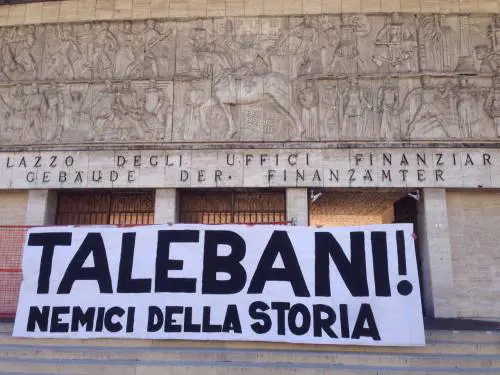 LAZZO DEGLI UFFICI FINANZIAR
GEBÄUDE DER. FINANZÄMTER
TALEBANI!
NEMICI DELLA STORIA